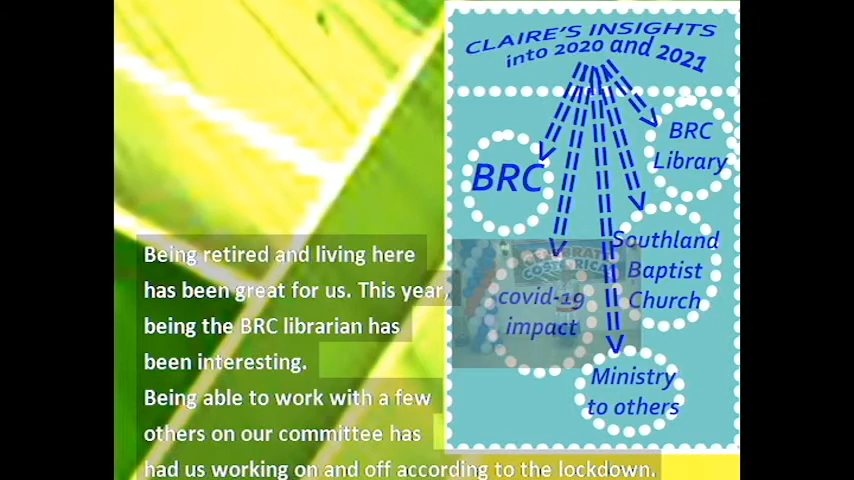 CLAIRE'S INSIGHTS
into 2020 and 2021
BRC
Library
BRC
Southland
Baptist
Church
CELEBRATE
COSTA RICA
covid-19
impact
Ministry
to others
Being retired and living here
has been great for us. This year,
being the BRC librarian has
been interesting.
Being able to work with a few
others on our committee has
had us working on and off according to the lockdown.